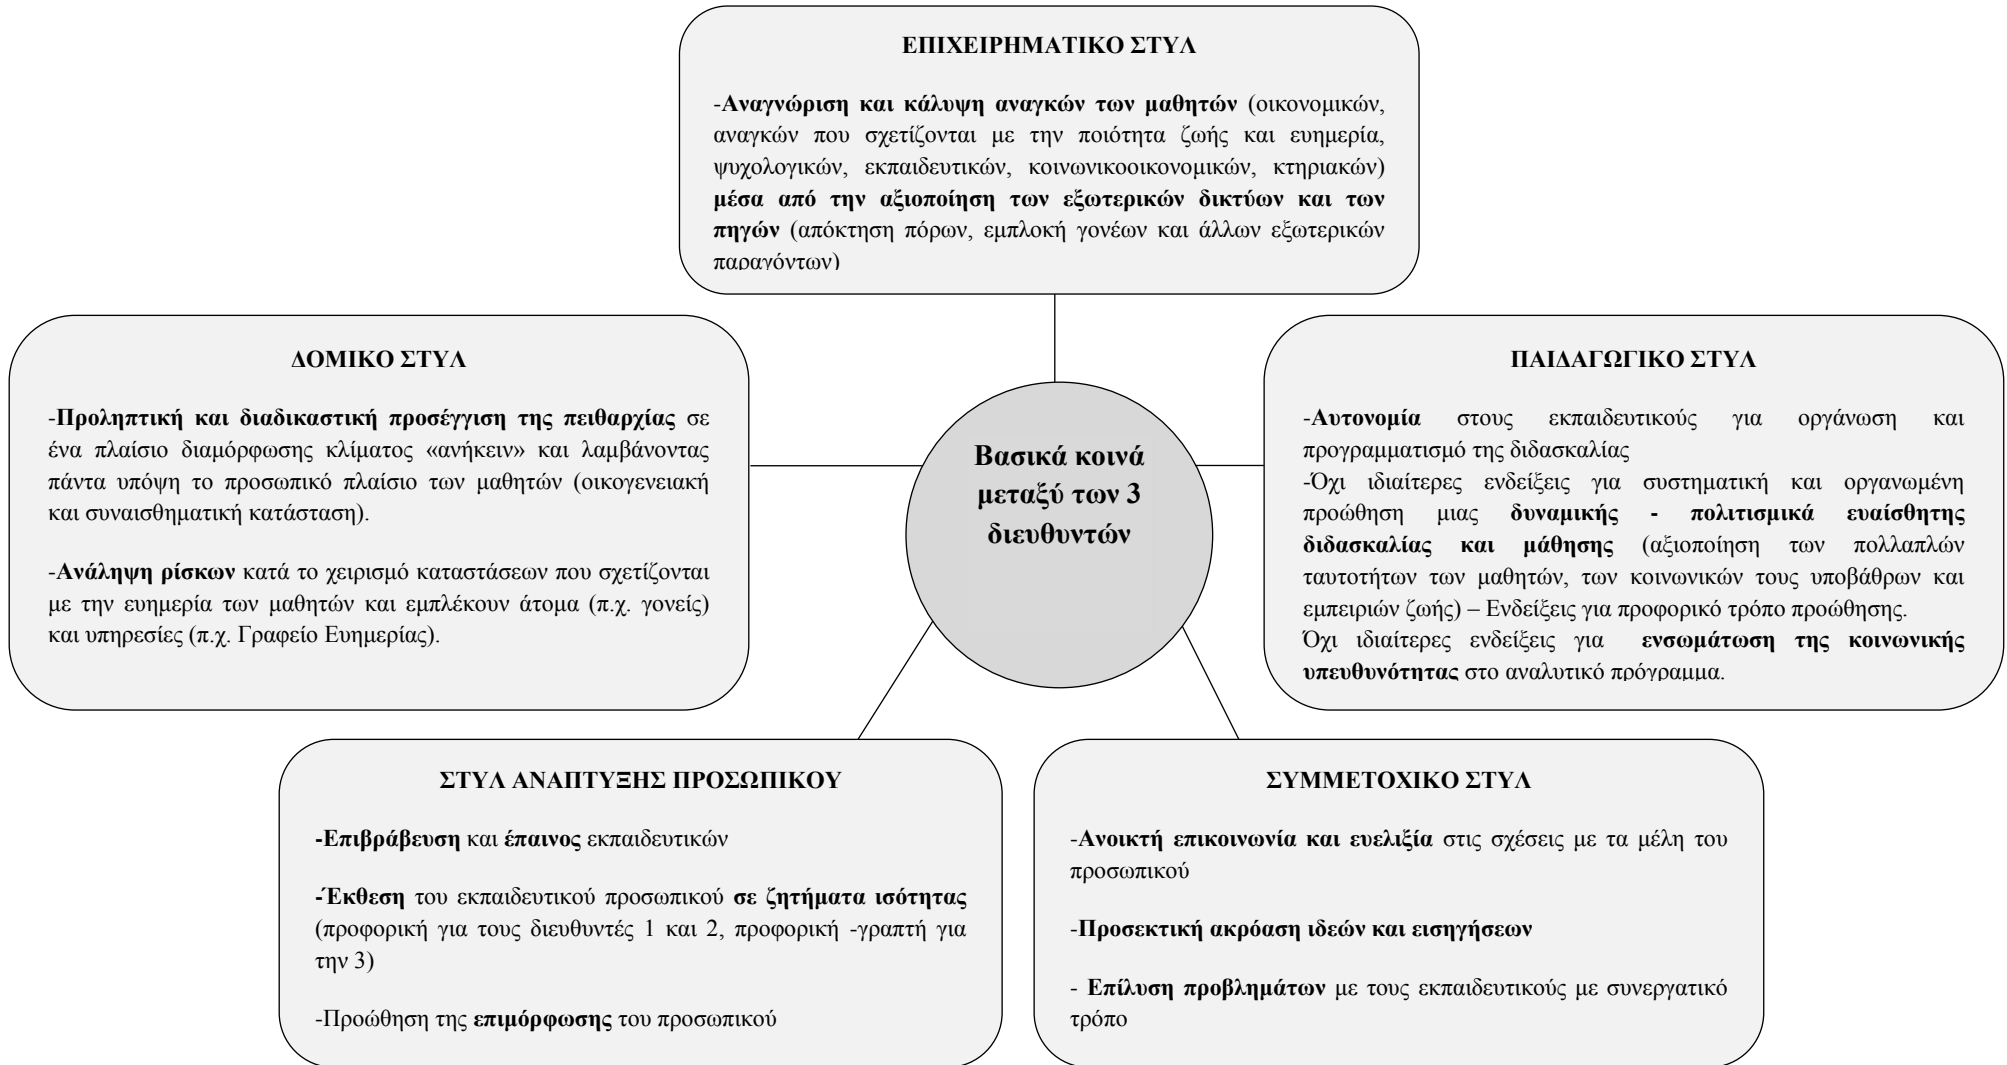 ΕΠΙΧΕΙΡΗΜΑΤΙΚΟ ΣΤΥΛ
-Αναγνώριση και κάλυψη αναγκών των μαθητών (οικονομικών,
αναγκών που σχετίζονται με την ποιότητα ζωής και ευημερία,
ψυχολογικών, εκπαιδευτικών, κοινωνικοοικονομικών, κτηριακών)
μέσα από την αξιοποίηση των εξωτερικών δικτύων και των
πηγών (απόκτηση πόρων, εμπλοκή γονέων και άλλων εξωτερικών
παραγόντων)
ΔΟΜΙΚΟ ΣΤΥΛ
-Προληπτική και διαδικαστική προσέγγιση της πειθαρχίας σε
ένα πλαίσιο διαμόρφωσης κλίματος «ανήκειν» και λαμβάνοντας
πάντα υπόψη το προσωπικό πλαίσιο των μαθητών (οικογενειακή
και συναισθηματική κατάσταση).
-Ανάληψη ρίσκων κατά το χειρισμό καταστάσεων που σχετίζονται
με την ευημερία των μαθητών και εμπλέκουν άτομα (π.χ. γονείς)
και υπηρεσίες (π.χ. Γραφείο Ευημερίας).
Βασικά κοινά
μεταξύ των 3
διευθυντών
ΠΑΙΔΑΓΩΓΙΚΟ ΣΤΥΛ
-Αυτονομία στους εκπαιδευτικούς για οργάνωση και
προγραμματισμό της διδασκαλίας
-Όχι ιδιαίτερες ενδείξεις για συστηματική και οργανωμένη
προώθηση μιας δυναμικής - πολιτισμικά ευαίσθητης
διδασκαλίας και μάθησης (αξιοποίηση των πολλαπλών
ταυτοτήτων των μαθητών, των κοινωνικών τους υποβάθρων και
εμπειριών ζωής) – Ενδείξεις για προφορικό τρόπο προώθησης.
Όχι ιδιαίτερες ενδείξεις για ενσωμάτωση της κοινωνικής
υπευθυνότητας στο αναλυτικό πρόγραμμα.
ΣΤΥΛ ΑΝΑΠΤΥΞΗΣ ΠΡΟΣΩΠΙΚΟΥ
-Επιβράβευση και έπαινος εκπαιδευτικών
-Έκθεση του εκπαιδευτικού προσωπικού σε ζητήματα ισότητας
(προφορική για τους διευθυντές 1 και 2, προφορική -γραπτή για
την 3)
-Προώθηση της επιμόρφωσης του προσωπικού
ΣΥΜΜΕΤΟΧΙΚΟ ΣΤΥΛ
-Ανοικτή επικοινωνία και ευελιξία στις σχέσεις με τα μέλη του
προσωπικού
-Προσεκτική ακρόαση ιδεών και εισηγήσεων
- Επίλυση προβλημάτων με τους εκπαιδευτικούς με συνεργατικό
τρόπο